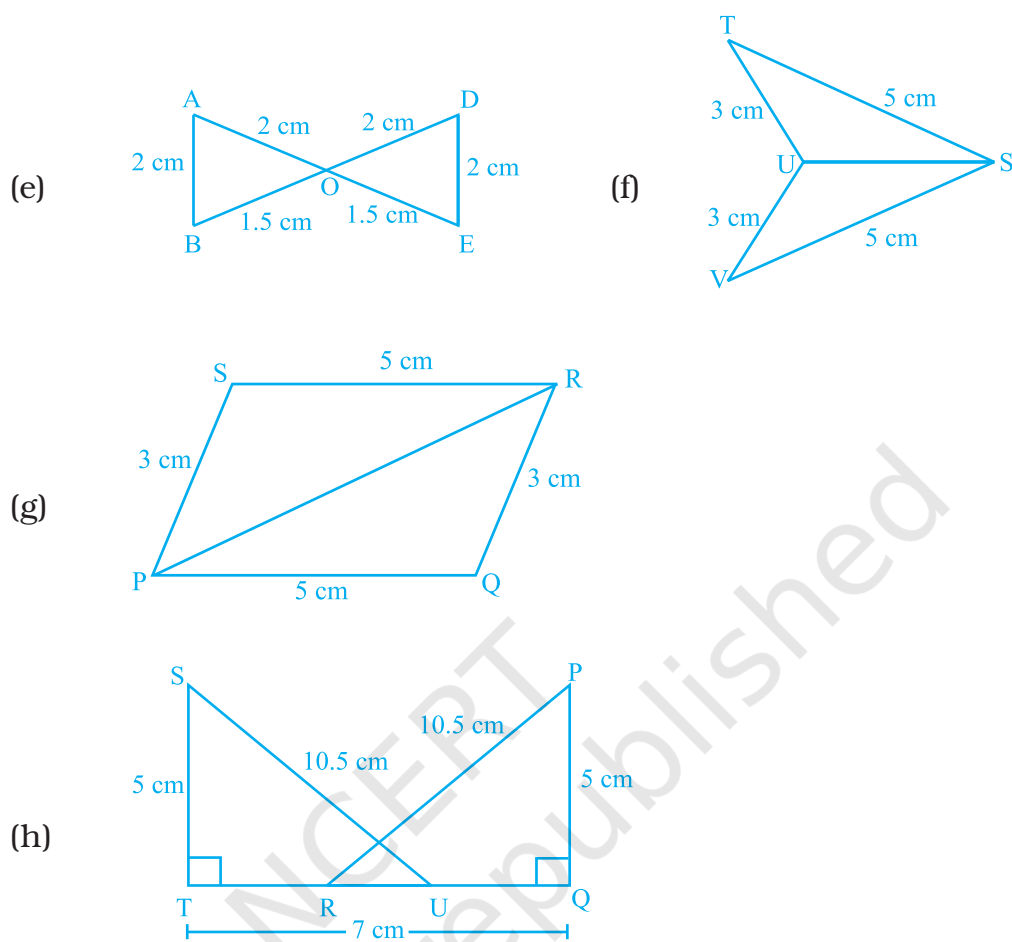 (e)
A
D
2 cm
2 cm
2 cm
2 cm
O
1.5 cm
1.5 cm
B
E
(f)
T
5 cm
3 cm
U
S
3 cm
5 cm
V
(g)
S
5 cm
R
3 cm
3 cm
P
5 cm
Q
(h)
S
P
10.5 cm
10.5 cm
5 cm
5 cm
T
R
U
Q
7 cm
NCERT
republished